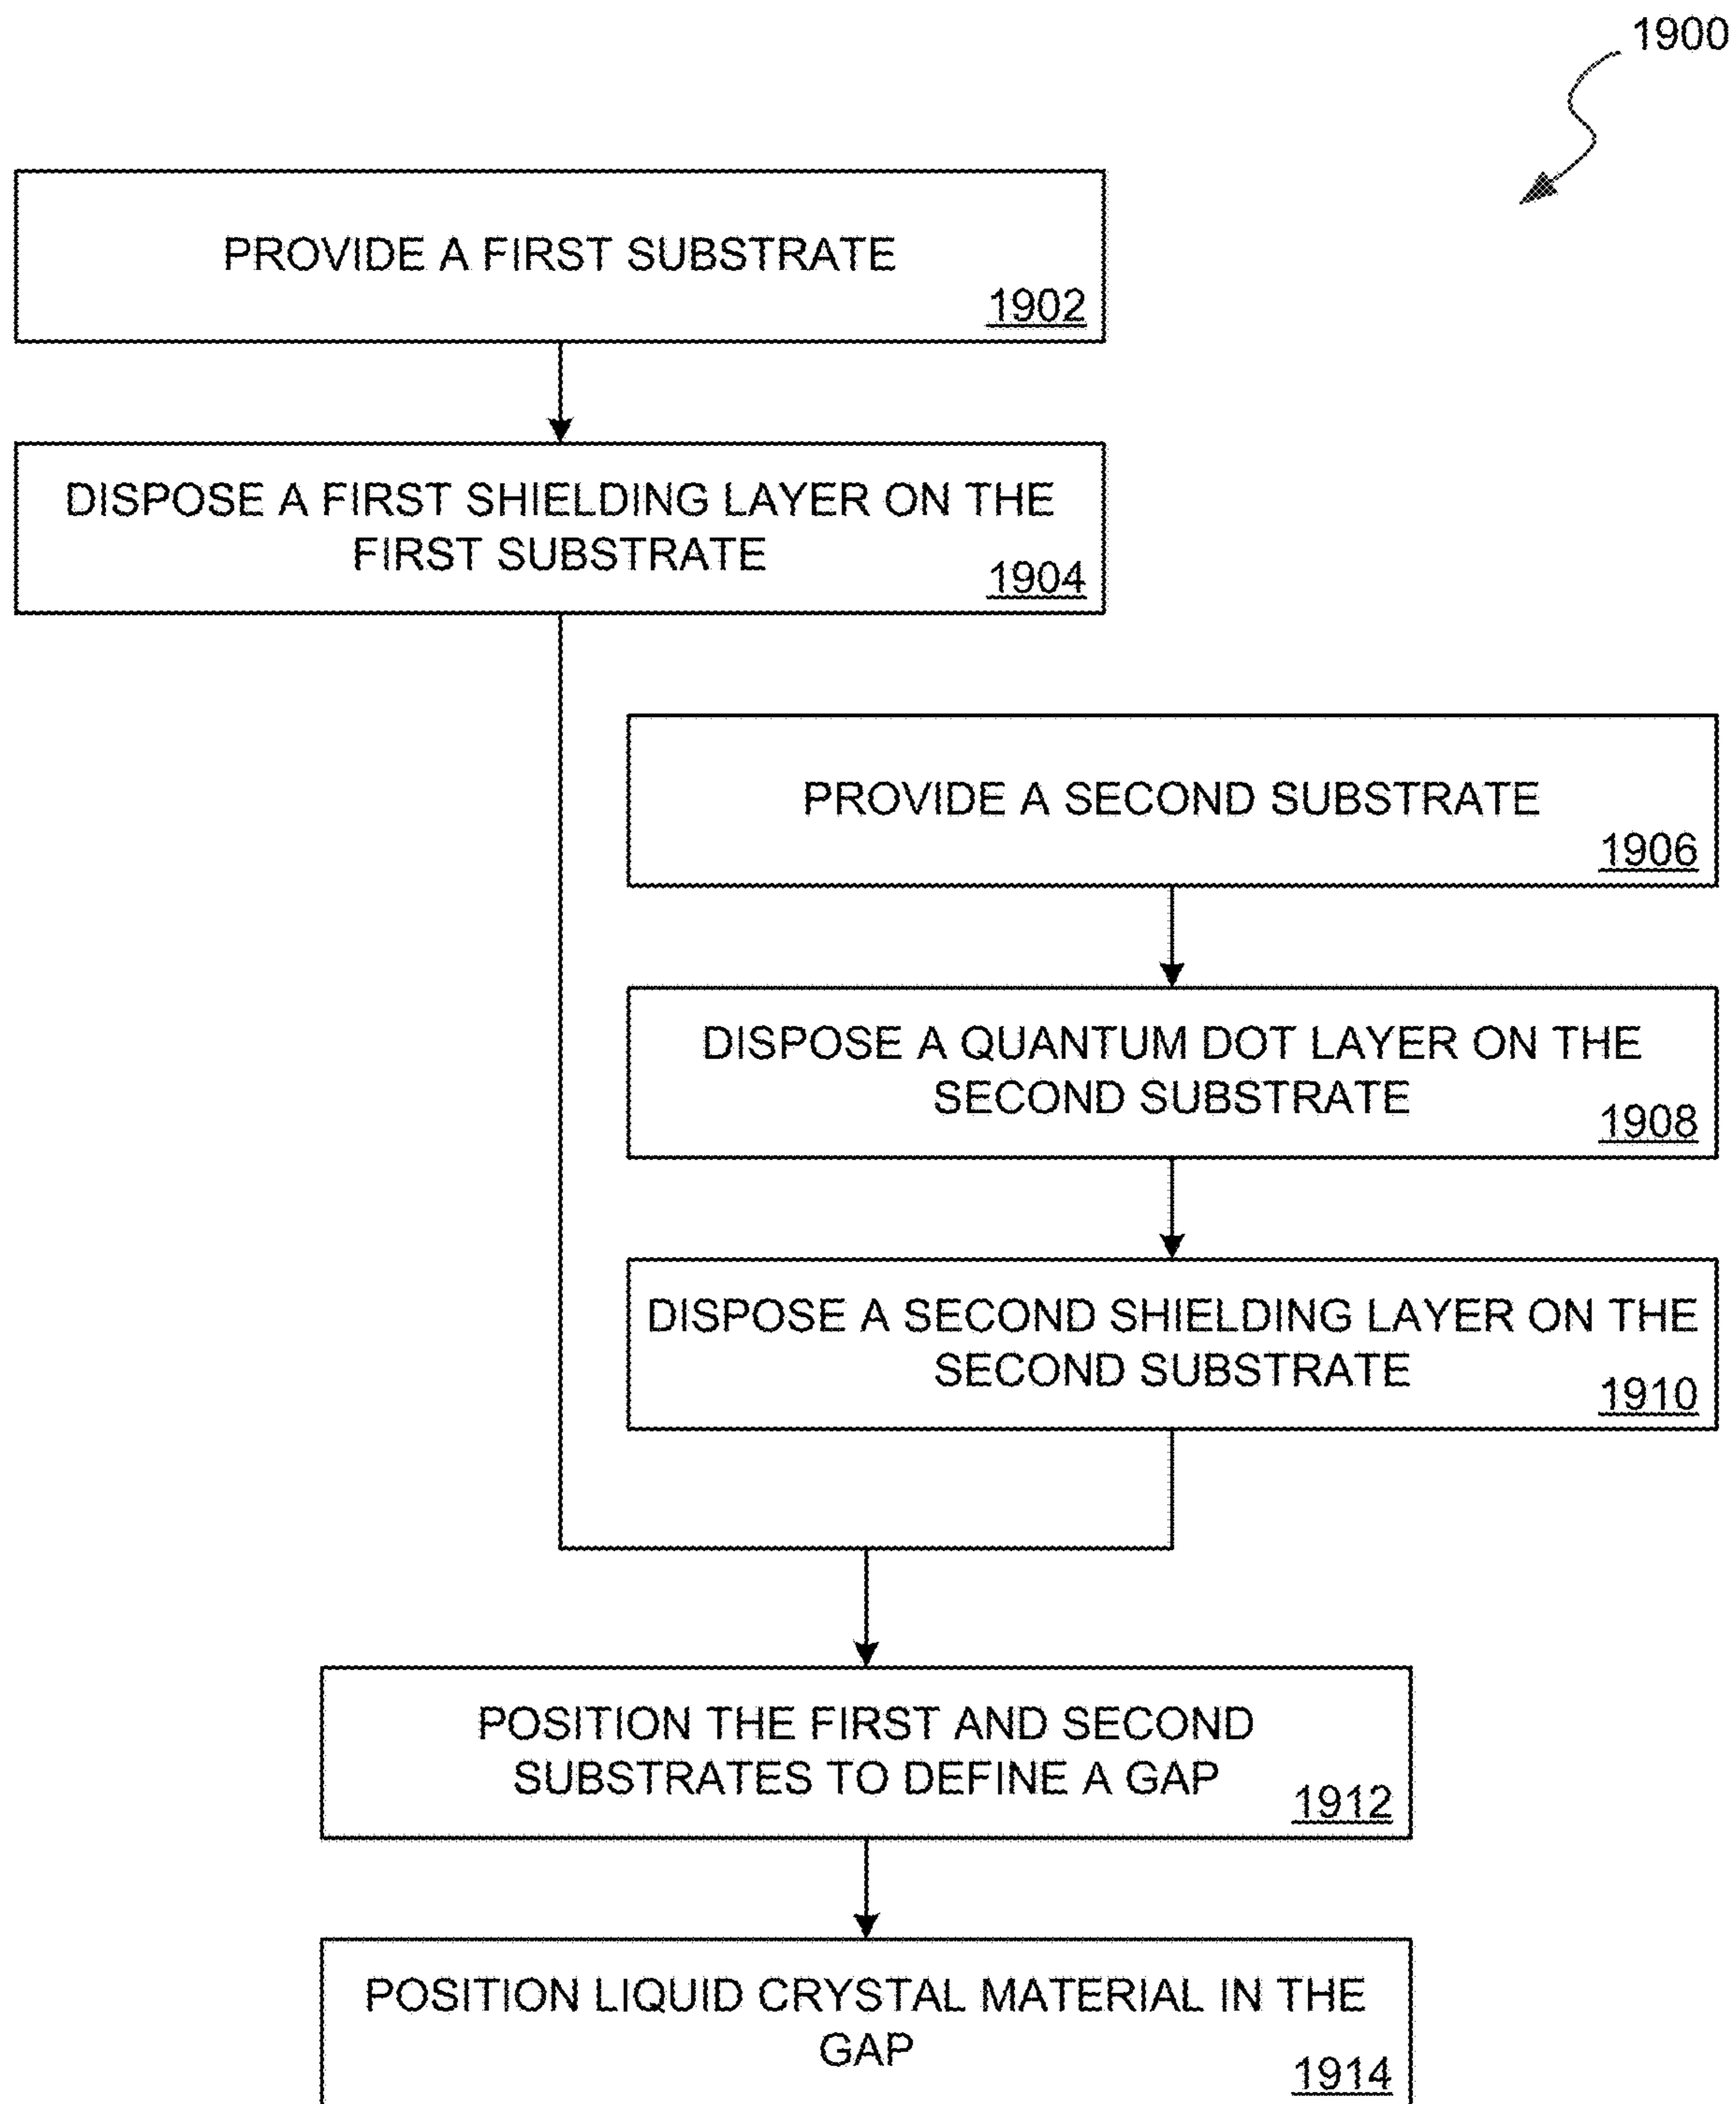 1900
PROVIDE A FIRST SUBSTRATE
1902
DISPOSE A FIRST SHIELDING LAYER ON THE
FIRST SUBSTRATE
1904
PROVIDE A SECOND SUBSTRATE
1906
DISPOSE A QUANTUM DOT LAYER ON THE
SECOND SUBSTRATE
1908
DISPOSE A SECOND SHIELDING LAYER ON THE
SECOND SUBSTRATE
1910
POSITION THE FIRST AND SECOND
SUBSTRATES TO DEFINE A GAP
1912
POSITION LIQUID CRYSTAL MATERIAL IN THE
GAP
1914